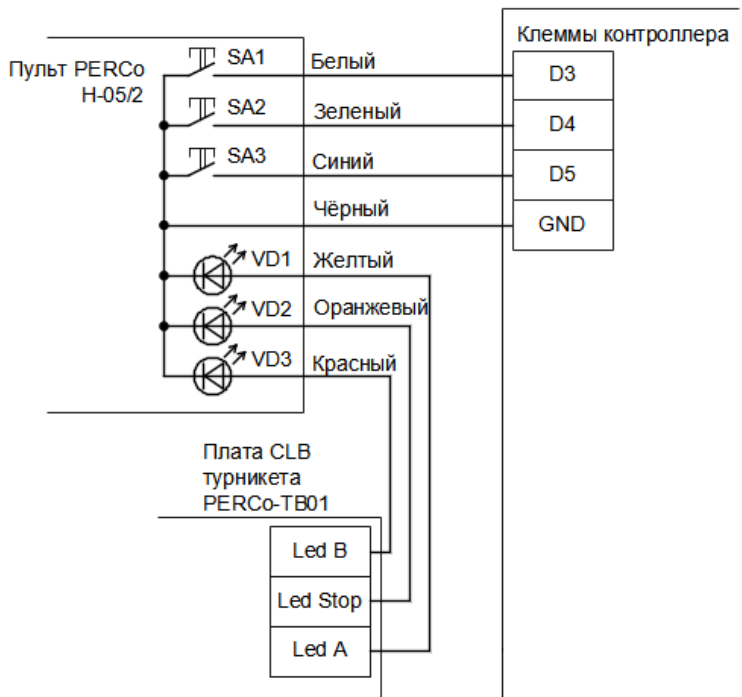 Клеммы контроллера
Пульт PERCo
H-05/2
SA1
Белый
D3
SA2
Зеленый
D4
SA3
Синий
D5
Чёрный
GND
VD1
Желтый
VD2
Оранжевый
VD3
Красный
Плата CLB
турникета
PERCo-TB01
Led B
Led Stop
Led A